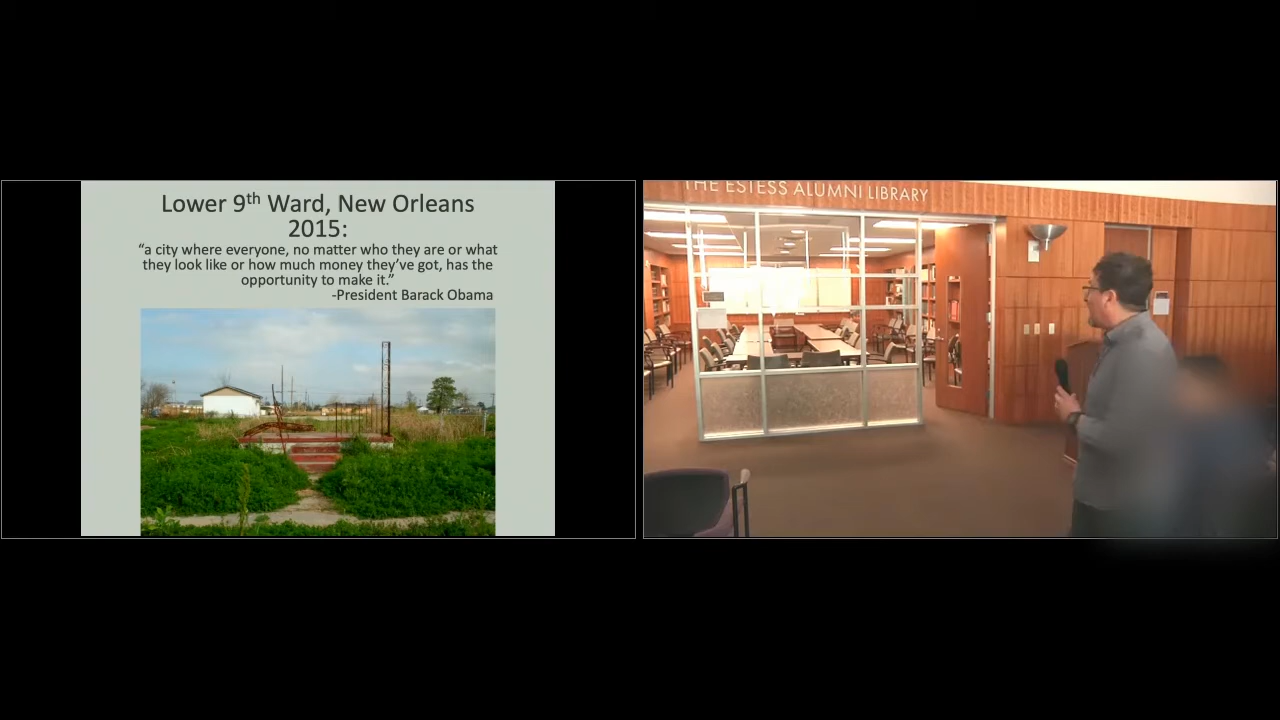 Lower 9th Ward, New Orleans
2015:
“a city where everyone, no matter who they are or what
they look like or how much money they’ve got, has the
opportunity to make it.”
-President Barack Obama
THE ESTESS ALUMNI LIBRARY